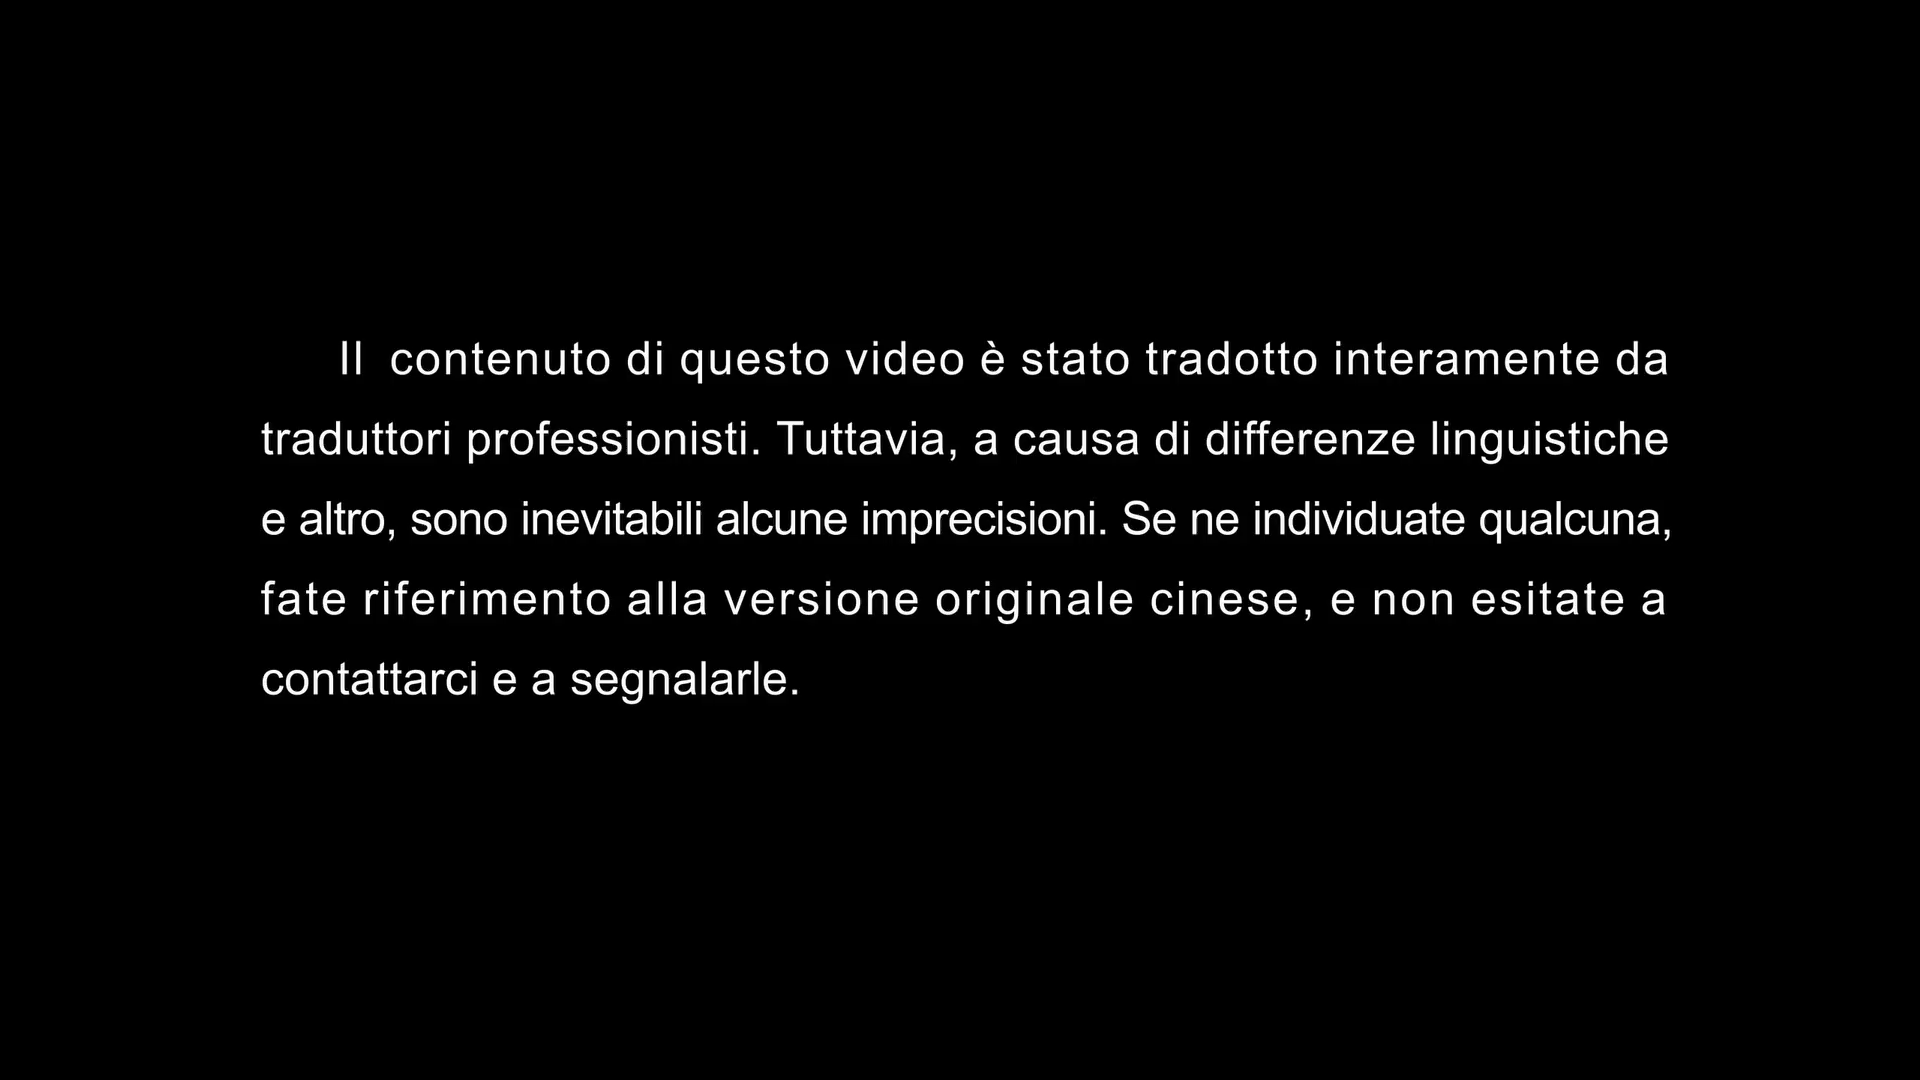 Il contenuto di questo video è stato tradotto interamente da
traduttori professionisti. Tuttavia, a causa di differenze linguistiche
e altro, sono inevitabili alcune imprecisioni. Se ne individuate qualcuna,
fate riferimento alla versione originale cinese, e non esitate a
contattarci e a segnalarle.